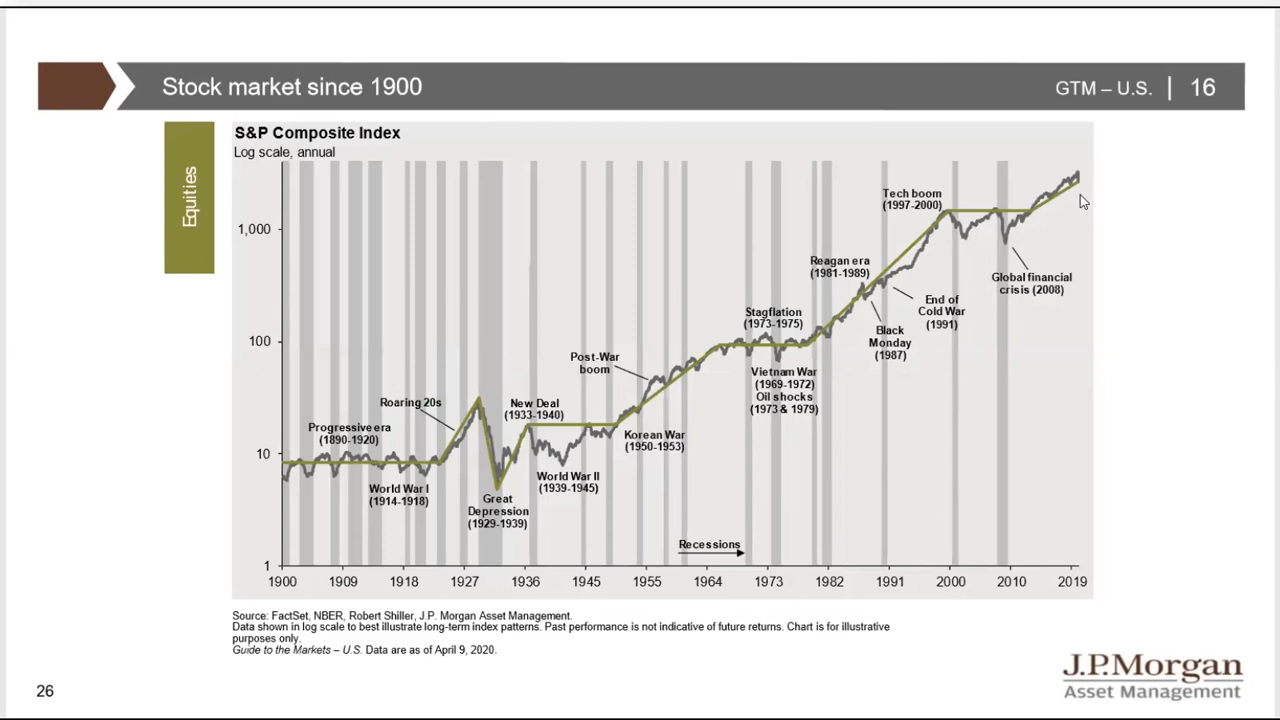 Stock market since 1900
GTM – U.S. | 16
Equities
S&P Composite Index
Log scale, annual
1,000
100
10
1
Tech boom
(1997-2000)
Reagan era
(1981-1989)
Global financial
crisis (2008)
End of
Cold War
(1991)
Black
Monday
(1987)
Stagflation
(1973-1975)
Vietnam War
(1969-1972)
Oil shocks
(1973 & 1979)
Post-War
boom
Korean War
(1950-1953)
New Deal
(1933-1940)
World War II
(1939-1945)
Roaring 20s
Progressive era
(1890-1920)
World War I
(1914-1918)
Great
Depression
(1929-1939)
Recessions
1900 1909 1918 1927 1936 1945 1955 1964 1973 1982 1991 2000 2010 2019
Source: FactSet, NBER, Robert Shiller, J.P. Morgan Asset Management.
Data shown in log scale to best illustrate long-term index patterns. Past performance is not indicative of future returns. Chart is for illustrative
purposes only.
Guide to the Markets – U.S. Data are as of April 9, 2020.
26
J.P.Morgan
Asset Management